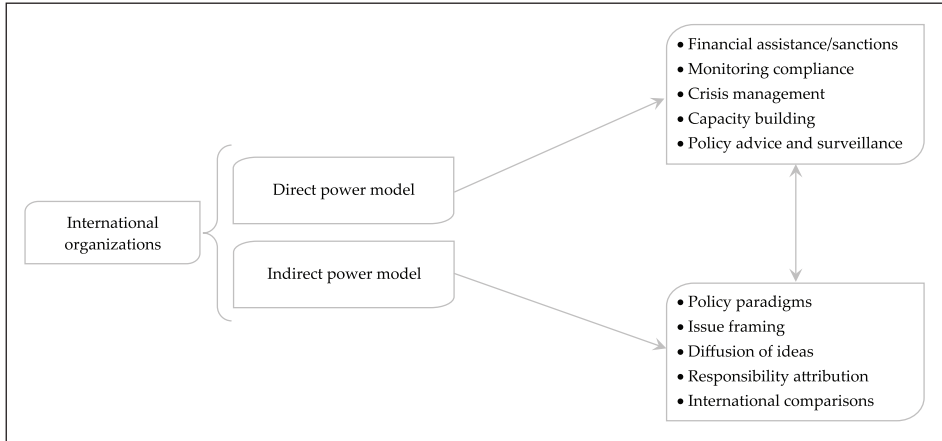 International
organizations
Direct power model
Indirect power model
• Financial assistance/sanctions
• Monitoring compliance
• Crisis management
• Capacity building
• Policy advice and surveillance
• Policy paradigms
• Issue framing
• Diffusion of ideas
• Responsibility attribution
• International comparisons